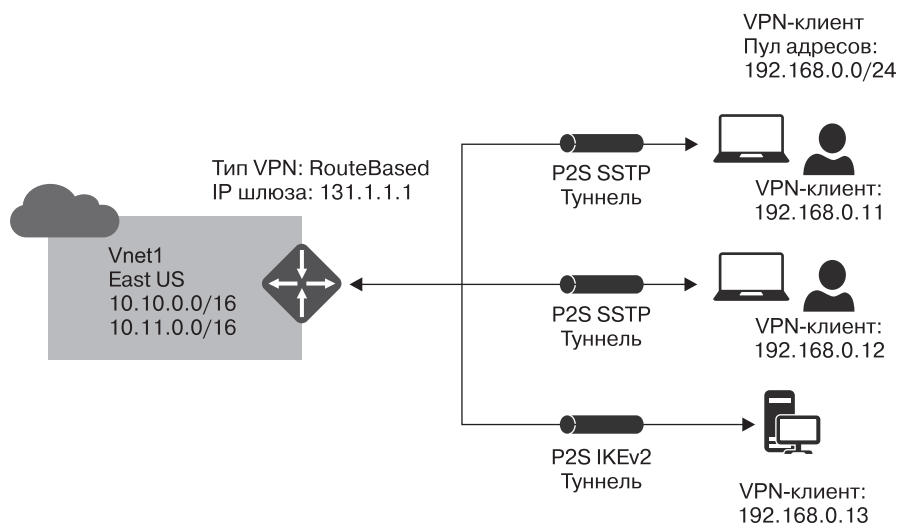 VPN-клиент
Пул адресов:
192.168.0.0/24
Тип VPN: RouteBased
IP шлюза: 131.1.1.1
P2S SSTP
Туннель
VPN-клиент:
192.168.0.11
Vnet1
East US
10.10.0.0/16
10.11.0.0/16
P2S SSTP
Туннель
VPN-клиент:
192.168.0.12
P2S IKEv2
Туннель
VPN-клиент:
192.168.0.13